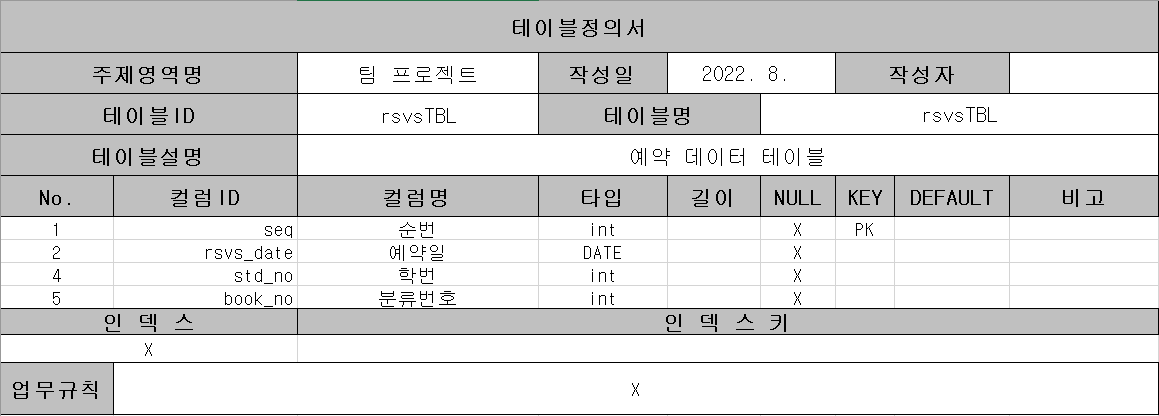 테이블정의서
주제영역명 팀 프로젝트 작성일 2022. 8. 작성자
테이블ID rsvsTBL 테이블명 rsvsTBL
테이블설명 예약 데이터 테이블
No. 컬럼ID 컬럼명 타입 길이 NULL KEY DEFAULT 비고
1 seq 순번 int X PK
2 rsvs_date 예약일 DATE X
4 std_no 학번 int X
5 book_no 분류번호 int X
인 덱 스 인 덱 스 키
X
업무규칙 X